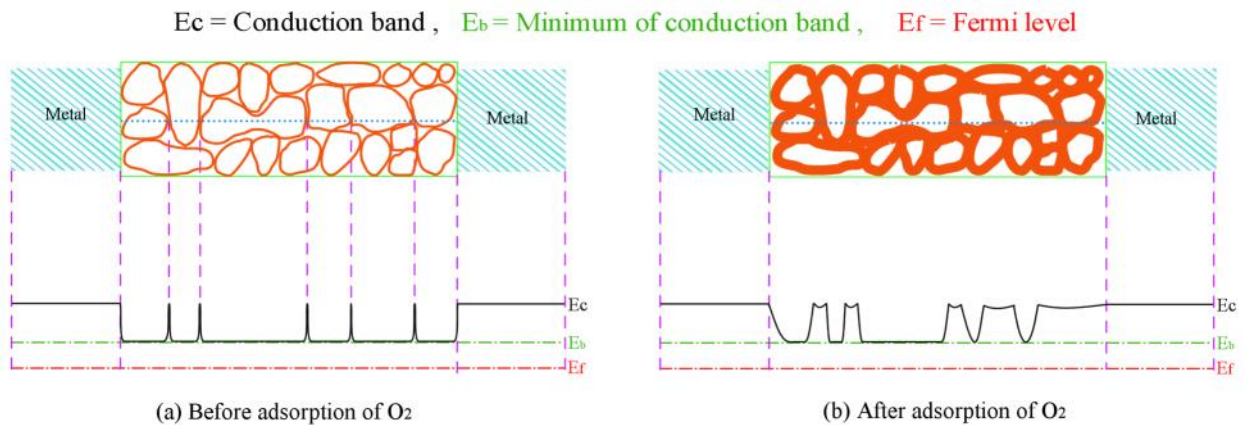 Ec = Conduction band , Eb = Minimum of conduction band , Ef = Fermi level
Metal
Metal
Metal
Metal
Ec
Eb
Ef
Ec
Eb
Ef
(a) Before adsorption of O2
(b) After adsorption of O2